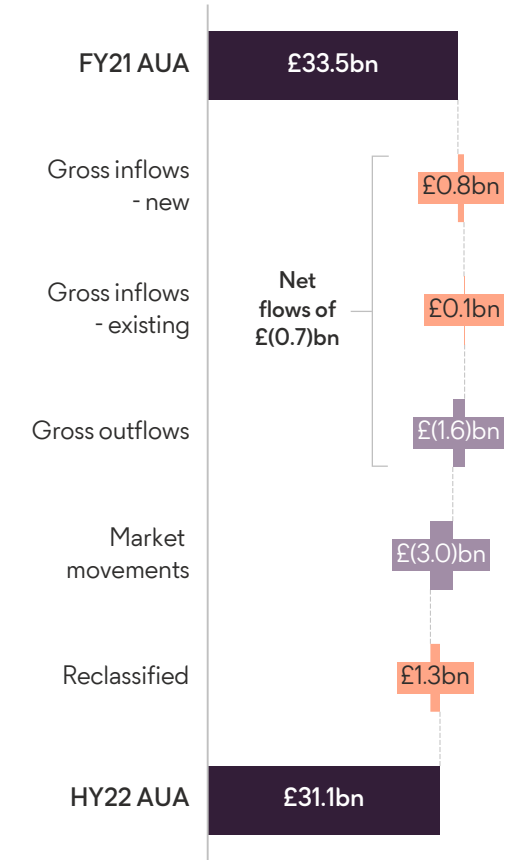 FY21 AUA
£33.5bn
Gross inflows
- new
£0.8bn
Gross inflows
- existing
£0.1bn
Net
flows of
£(0.7)bn
Gross outflows
£(1.6)bn
Market
movements
£(3.0)bn
Reclassified
£1.3bn
HY22 AUA
£31.1bn